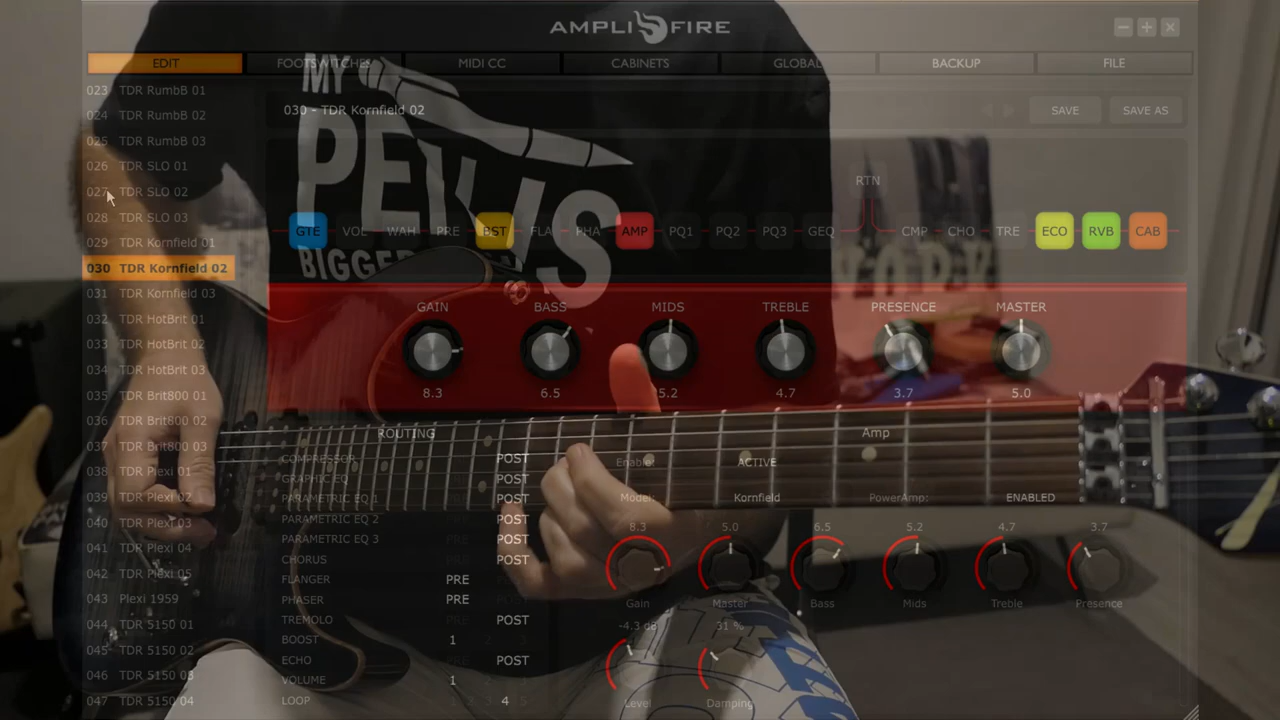 AMPLIFIRE
EDIT FOOTSWITCHES MIDI CC CABINETS GLOBAL BACKUP FILE
030 - TDR Kornfield 02 SAVE SAVE AS
023 TDR RumbB 01
024 TDR RumbB 02
025 TDR RumbB 03
026 TDR SLO 01
027 TDR SLO 02
028 TDR SLO 03
029 TDR Kornfield 01
030 TDR Kornfield 02
031 TDR Kornfield 03
032 TDR HotBrit 01
033 TDR HotBrit 02
034 TDR HotBrit 03
035 TDR Brit800 01
036 TDR Brit800 02
037 TDR Brit800 03
038 TDR Plexi 01
039 TDR Plexi 02
040 TDR Plexi 03
041 TDR Plexi 04
042 TDR Plexi 05
043 Plexi 1959
044 TDR 5150 01
045 TDR 5150 02
046 TDR 5150 03
047 TDR 5150 04
MY
PEN IS
BIGGER
RTN
GTE VOL WAH PRE BST FLA PHA AMP PQ1 PQ2 PQ3 GEQ CMP CHO TRE ECO RVB CAB
GAIN BASS MIDS TREBLE PRESENCE MASTER
8.3 6.5 5.2 4.7 3.7 5.0
ROUTING
COMPRESSOR POST
GRAPHIC EQ POST
PARAMETRIC EQ 1 PRE POST
PARAMETRIC EQ 2 PRE POST
PARAMETRIC EQ 3 PRE POST
CHORUS POST
FLANGER PRE
PHASER PRE
TREMOLO PRE POST
BOOST 1
ECHO PRE POST
VOLUME 1
LOOP 4
Amp
Enable: ACTIVE
Model: Kornfield PowerAmp: ENABLED
8.3 5.0 6.5 5.2 4.7 3.7
Gain Master Bass Mids Treble Presence
-4.3 dB 31 %
Level Damping